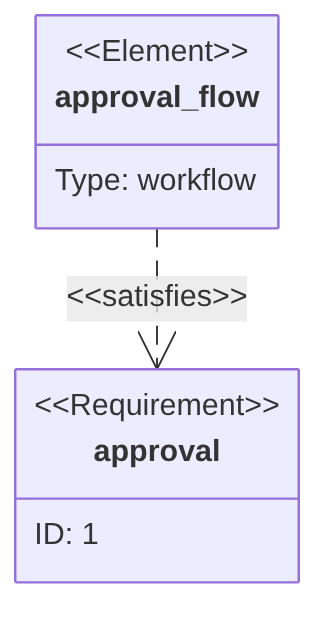 <<Element>>
approval_flow
Type: workflow
<<satisfies>>
<<Requirement>>
approval
ID: 1